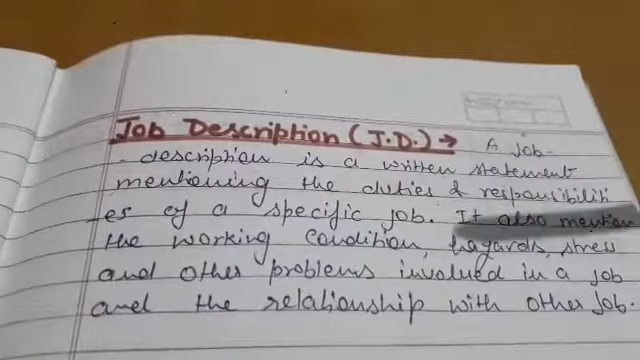 Job Description (J.D.) → A job-
description is a written statement
mentioning the duties & responsibiliti
es of a specific job. It also mention
the working condition, hazards, stress
and other problems involved in a job
and the relationship with other job.